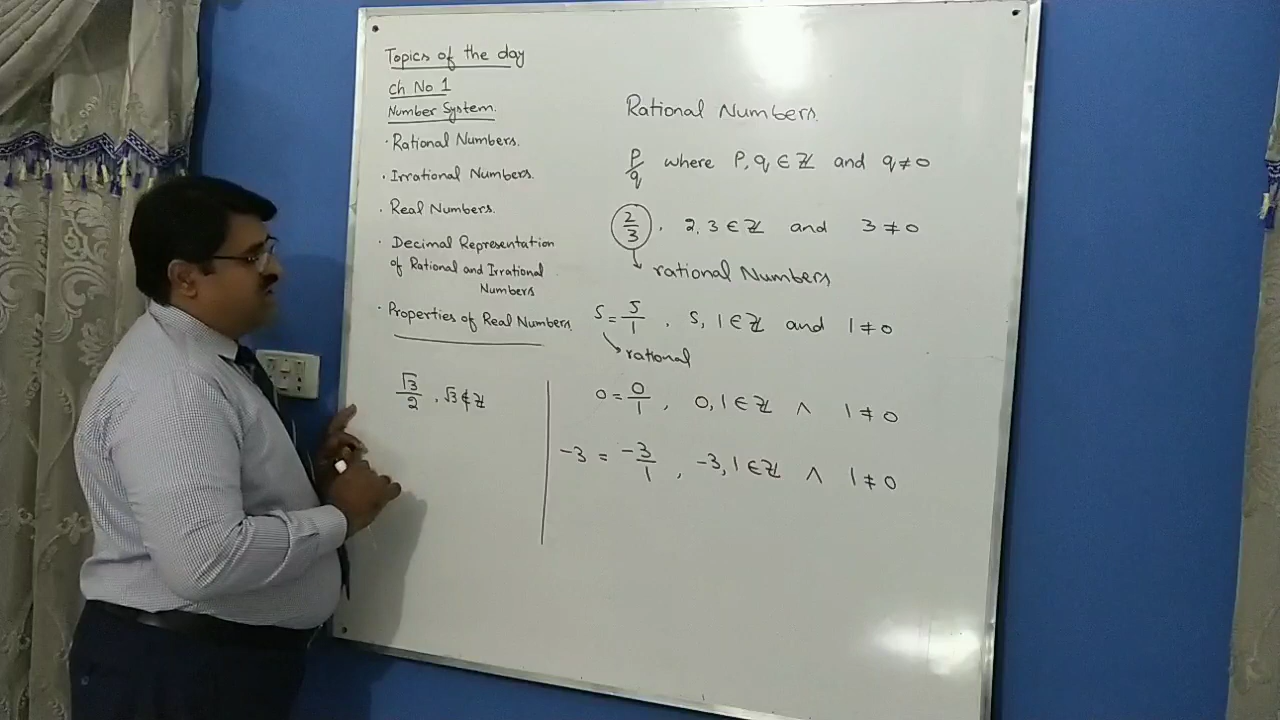 Topics of the day
Ch No 1
Number System.
· Rational Numbers.
· Irrational Numbers.
· Real Numbers.
· Decimal Representation
of Rational and Irrational
Numbers
· Properties of Real Numbers.
√3/2 , √3 ∉ ℤ
Rational Numbers.
P/q where P, q ∈ ℤ and q ≠ 0
2/3 , 2, 3 ∈ ℤ and 3 ≠ 0
rational Numbers
5 = 5/1 , 5, 1 ∈ ℤ and 1 ≠ 0
rational
0 = 0/1 , 0, 1 ∈ ℤ ∧ 1 ≠ 0
-3 = -3/1 , -3, 1 ∈ ℤ ∧ 1 ≠ 0